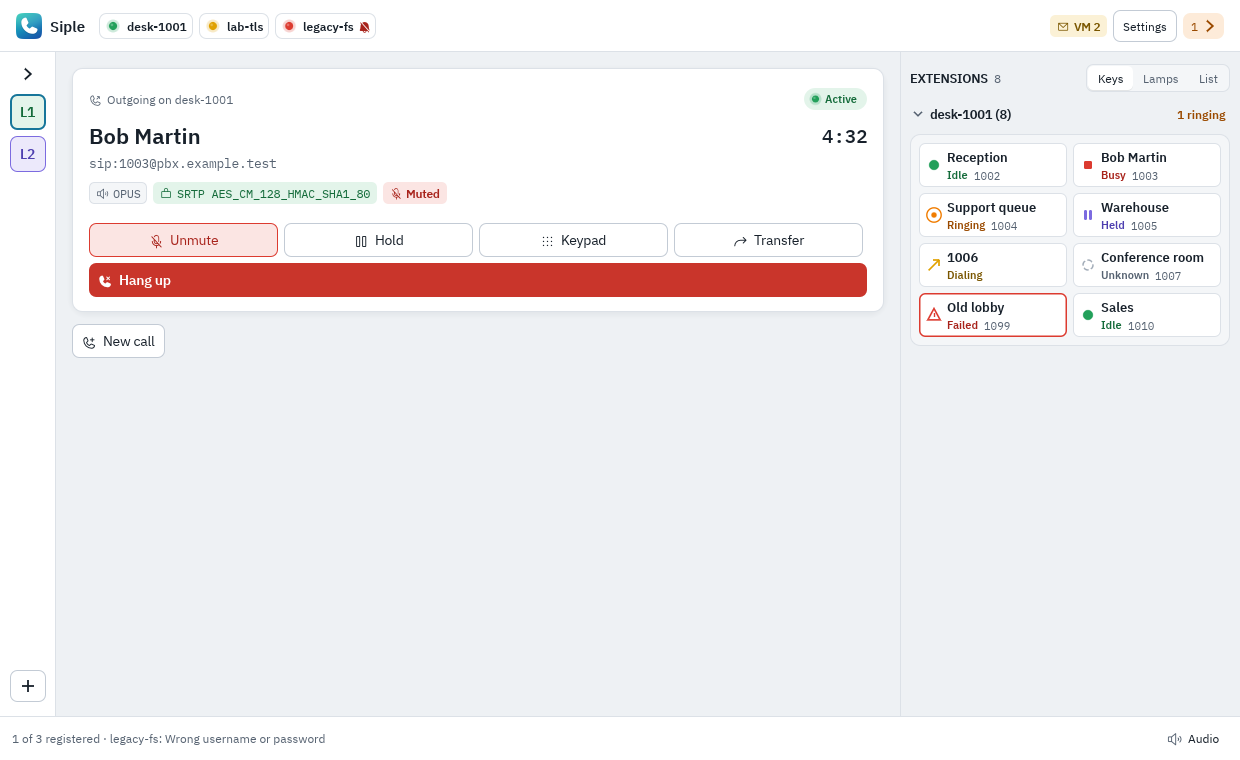 Siple
desk-1001
lab-tls
legacy-fs
VM 2
Settings
1
L1
L2
Outgoing on desk-1001
Active
Bob Martin
4:32
sip:1003@pbx.example.test
OPUS
SRTP AES_CM_128_HMAC_SHA1_80
Muted
Unmute
Hold
Keypad
Transfer
Hang up
New call
EXTENSIONS 8
Keys
Lamps
List
desk-1001 (8)
1 ringing
Reception
Idle 1002
Bob Martin
Busy 1003
Support queue
Ringing 1004
Warehouse
Held 1005
1006
Dialing
Conference room
Unknown 1007
Old lobby
Failed 1099
Sales
Idle 1010
1 of 3 registered · legacy-fs: Wrong username or password
Audio